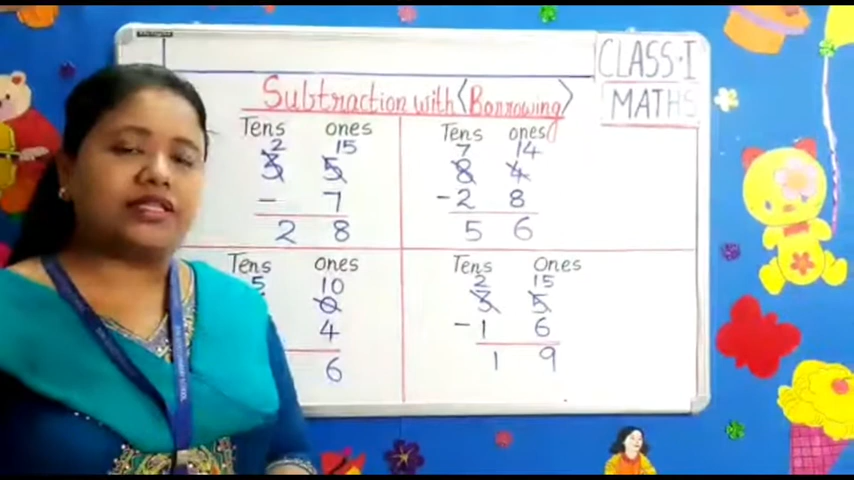 CLASS-I
MATHS
Subtraction with <Borrowing>
Tens ones
2 15
3 5
- 7
2 8
Tens ones
7 14
8 4
- 2 8
5 6
Tens ones
5 10
0
4
6
Tens Ones
2 15
3 5
- 1 6
1 9